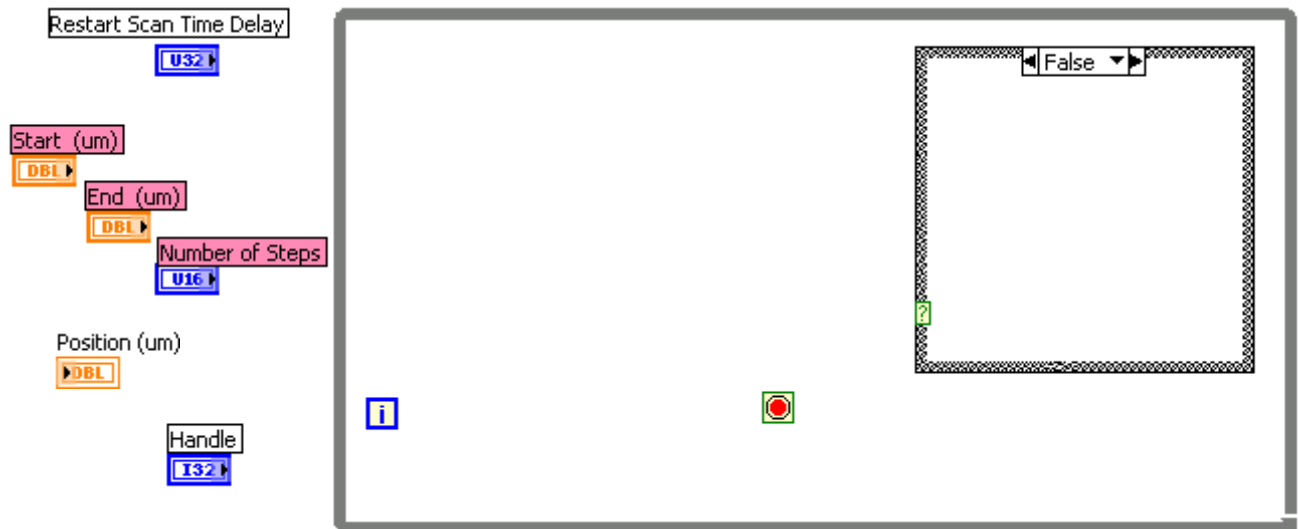 Restart Scan Time Delay
U32
False
Start (um)
DBL
End (um)
DBL
Number of Steps
U16
?
Position (um)
DBL
i
Handle
I32